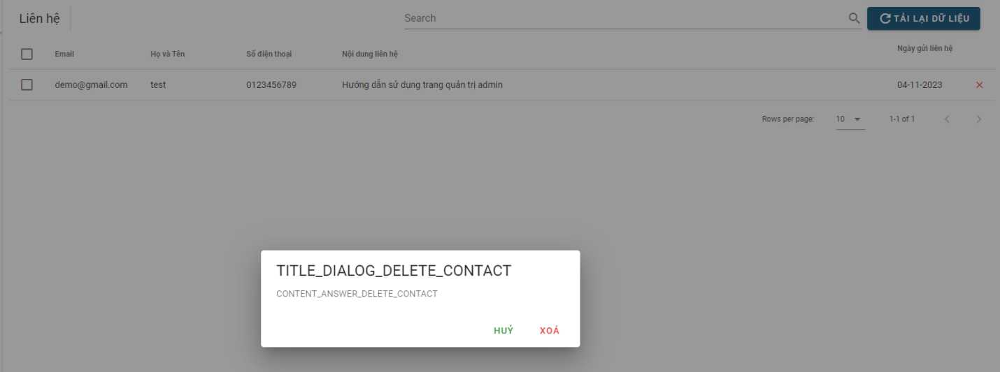 Liên hệ
Search
TẢI LẠI DỮ LIỆU
Email Họ và Tên Số điện thoại Nội dung liên hệ Ngày gửi liên hệ
demo@gmail.com test 0123456789 Hướng dẫn sử dụng trang quản trị admin 04-11-2023
Rows per page: 10 1-1 of 1
TITLE_DIALOG_DELETE_CONTACT
CONTENT_ANSWER_DELETE_CONTACT
HUỶ XOÁ